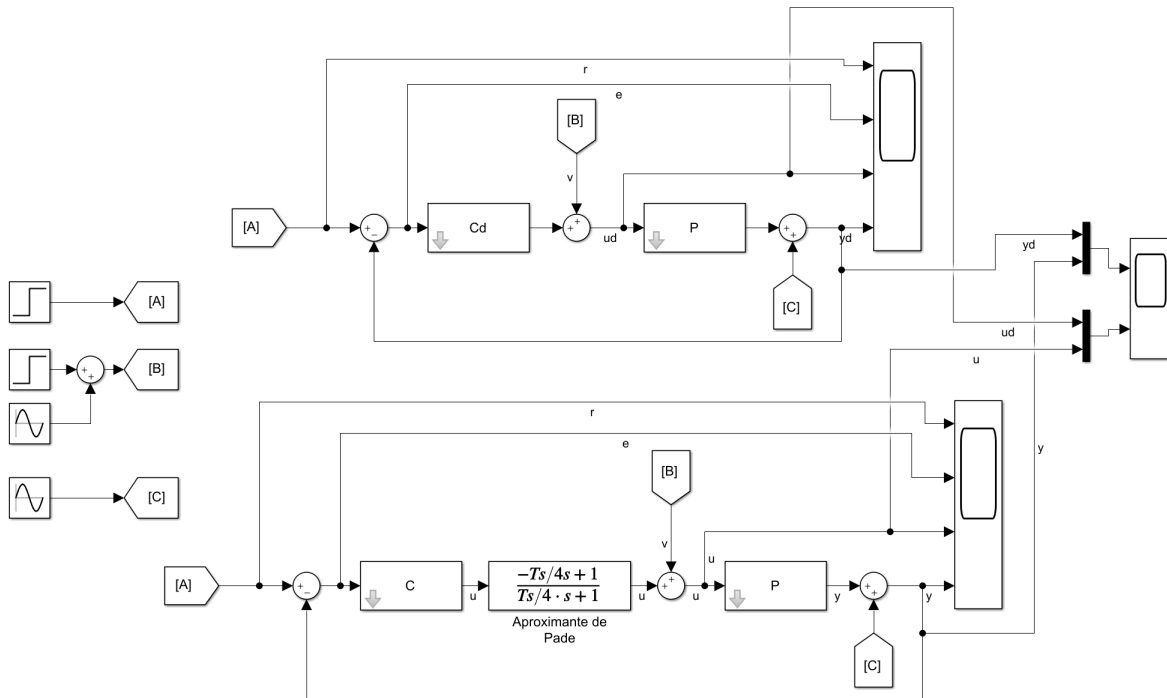 r
e
[B]
v
[A]
Cd
ud
P
yd
[C]
yd
[A]
[B]
ud
u
r
e
y
[B]
[C]
v
u
[A]
C
u
-Ts/4s + 1
Ts/4 · s + 1
u
u
P
y
y
Aproximante de
Pade
[C]